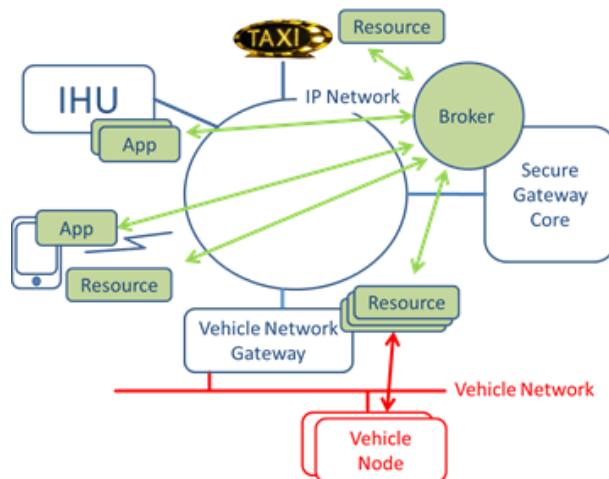 TAXI
Resource
IHU
IP Network
App
Broker
Secure
Gateway
Core
App
Resource
Resource
Vehicle Network
Gateway
Vehicle Network
Vehicle
Node